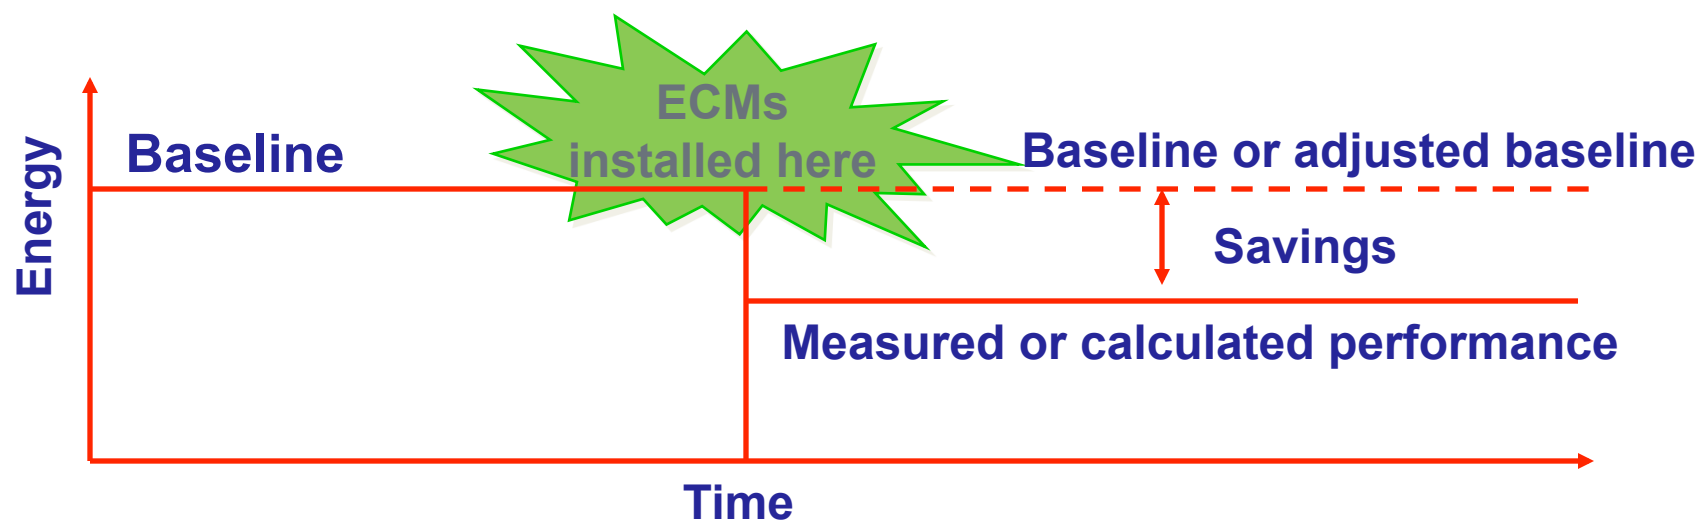 ECMs
installed here
Baseline
Baseline or adjusted baseline
Energy
Savings
Measured or calculated performance
Time